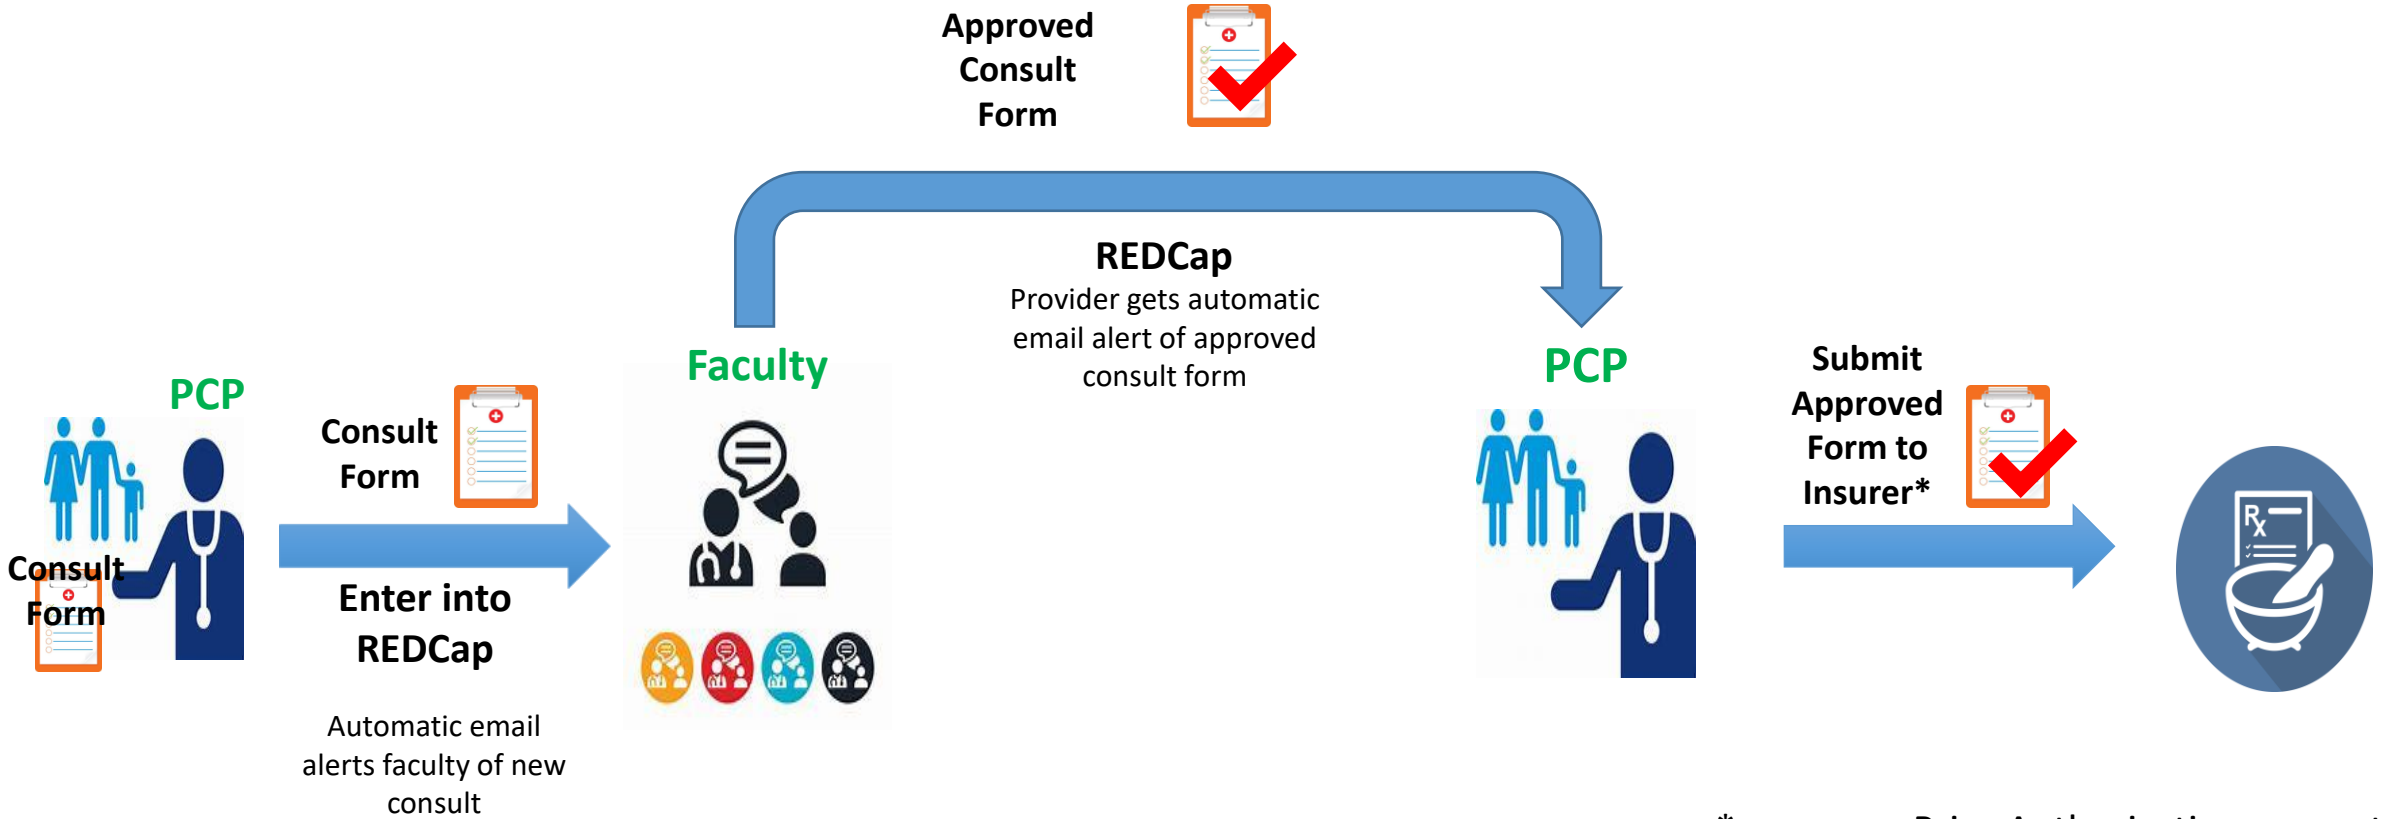 Approved
Consult
Form
REDCap
Provider gets automatic
email alert of approved
consult form
PCP
Consult
Form
Consult
Form
Enter into
REDCap
Automatic email
alerts faculty of new
consult
Faculty
PCP
Submit
Approved
Form to
Insurer*
Rx
*